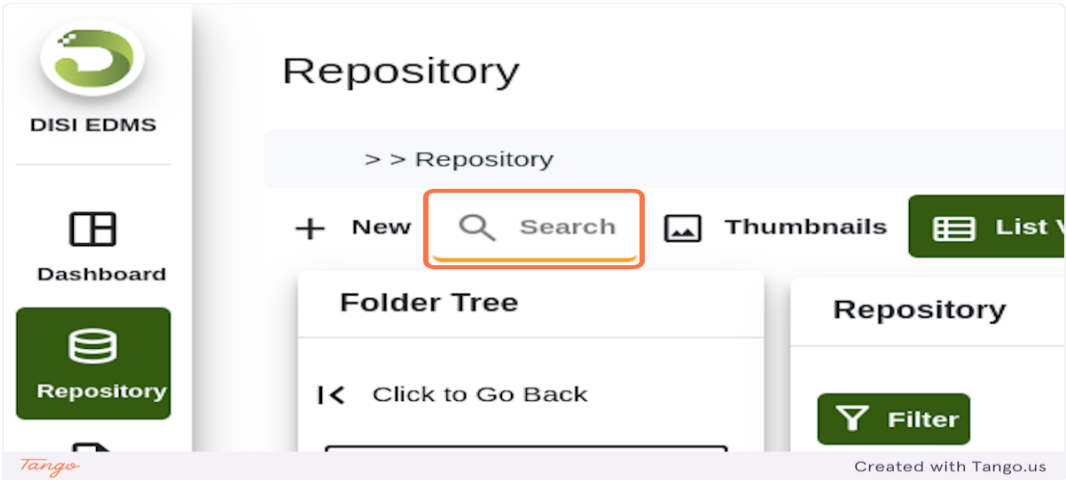 DISI EDMS
Dashboard
Repository
Repository
> > Repository
New
Search
Thumbnails
List
Folder Tree
Click to Go Back
Repository
Filter
Tango
Created with Tango.us